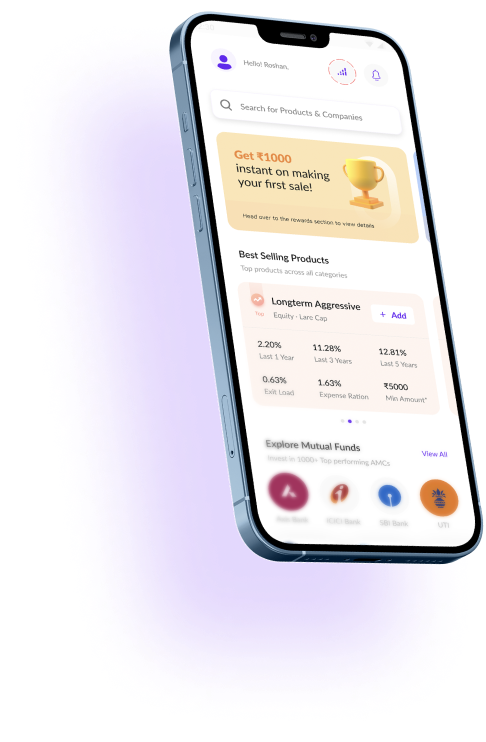 Hello! Roshan,
Search for Products & Companies
Get ₹1000
instant on making
your first sale!
Head over to the rewards section to view details
Best Selling Products
Top products across all categories
Longterm Aggressive
+ Add
Top
Equity · Lare Cap
2.20%
11.28%
12.81%
Last 1 Year
Last 3 Years
Last 5 Years
0.63%
1.63%
₹5000
Exit Load
Expense Ration
Min Amount*
Explore Mutual Funds
View All
Invest in 1000+ Top performing AMCs
Axis Bank
ICICI Bank
SBI Bank
UTI